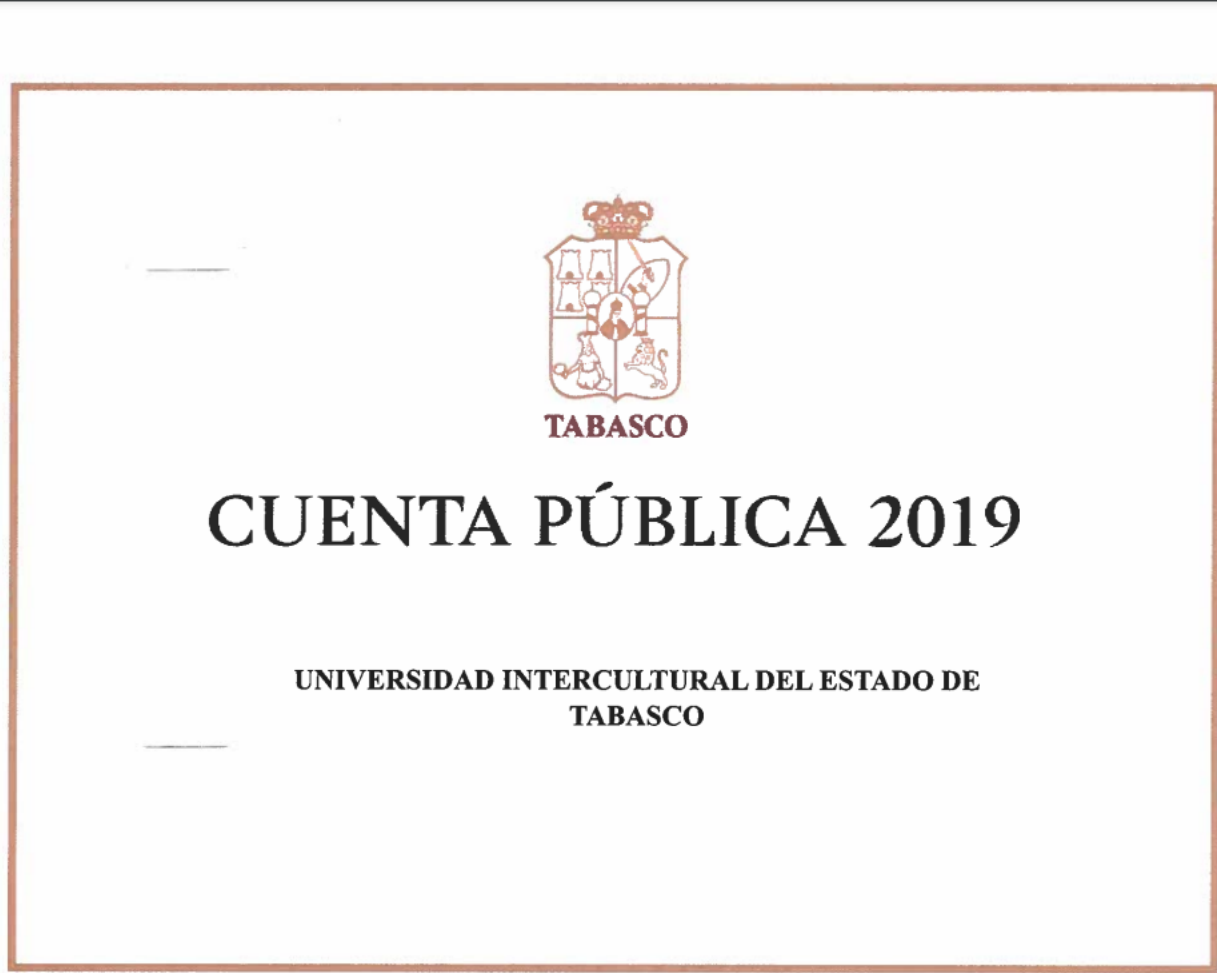 TABASCO
CUENTA PÚBLICA 2019
UNIVERSIDAD INTERCULTURAL DEL ESTADO DE
TABASCO